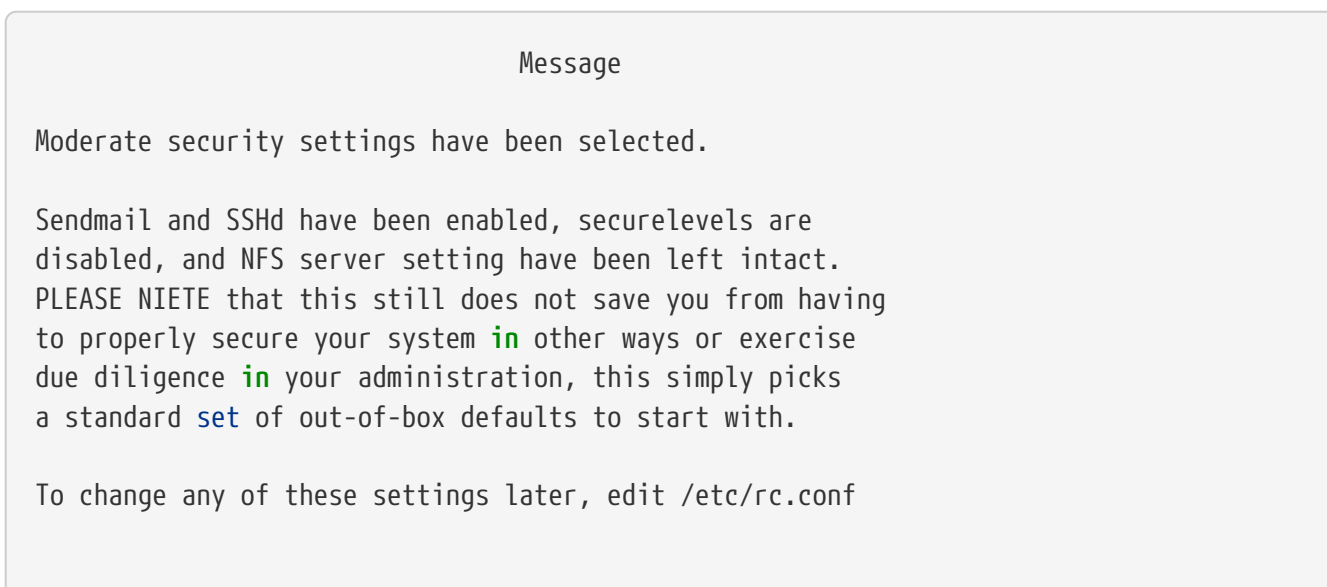 Message
Moderate security settings have been selected.
Sendmail and SSHd have been enabled, securelevels are
disabled, and NFS server setting have been left intact.
PLEASE NIETE that this still does not save you from having
to properly secure your system in other ways or exercise
due diligence in your administration, this simply picks
a standard set of out-of-box defaults to start with.
To change any of these settings later, edit /etc/rc.conf